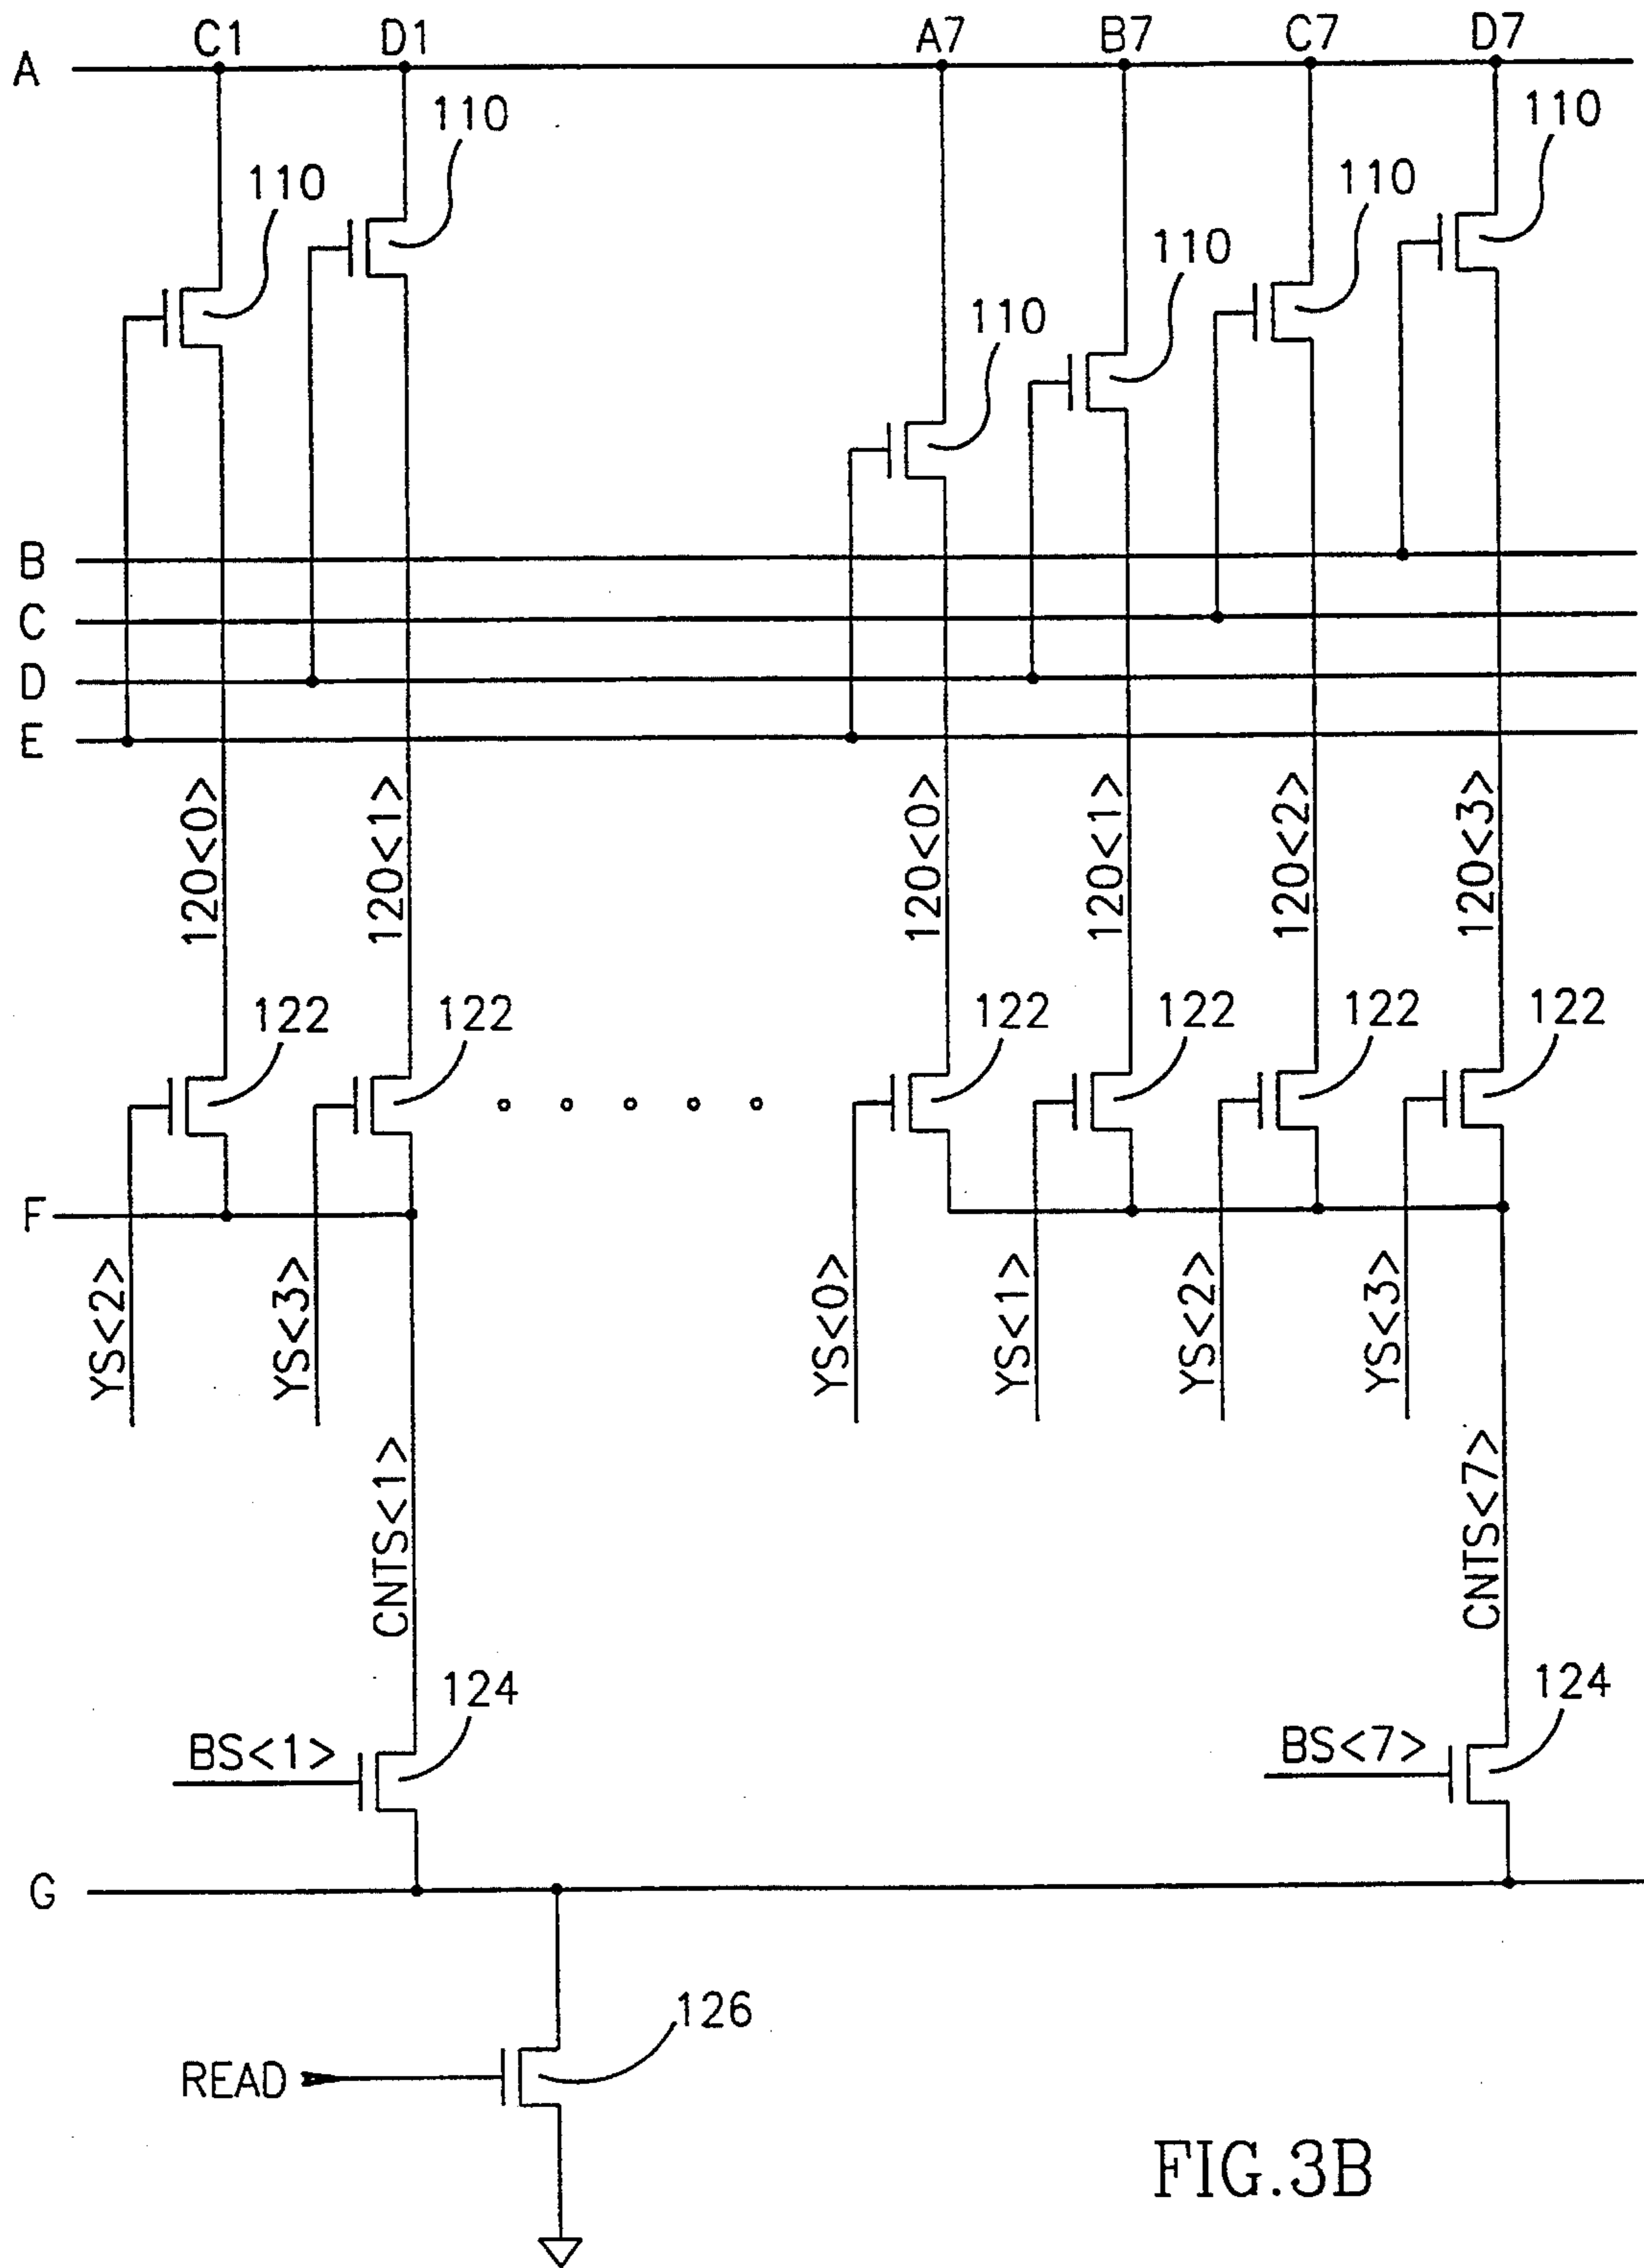 C1 D1 A7 B7 C7 D7
A
110 110 110
110 110
110
110
B
C
D
E
120<0> 120<1> 120<0> 120<1> 120<2> 120<3>
122 122 122 122 122 122
F
YS<2> YS<3> YS<0> YS<1> YS<2> YS<3>
CNTS<1> CNTS<7>
124 124
BS<1> BS<7>
G
126
READ
FIG.3B